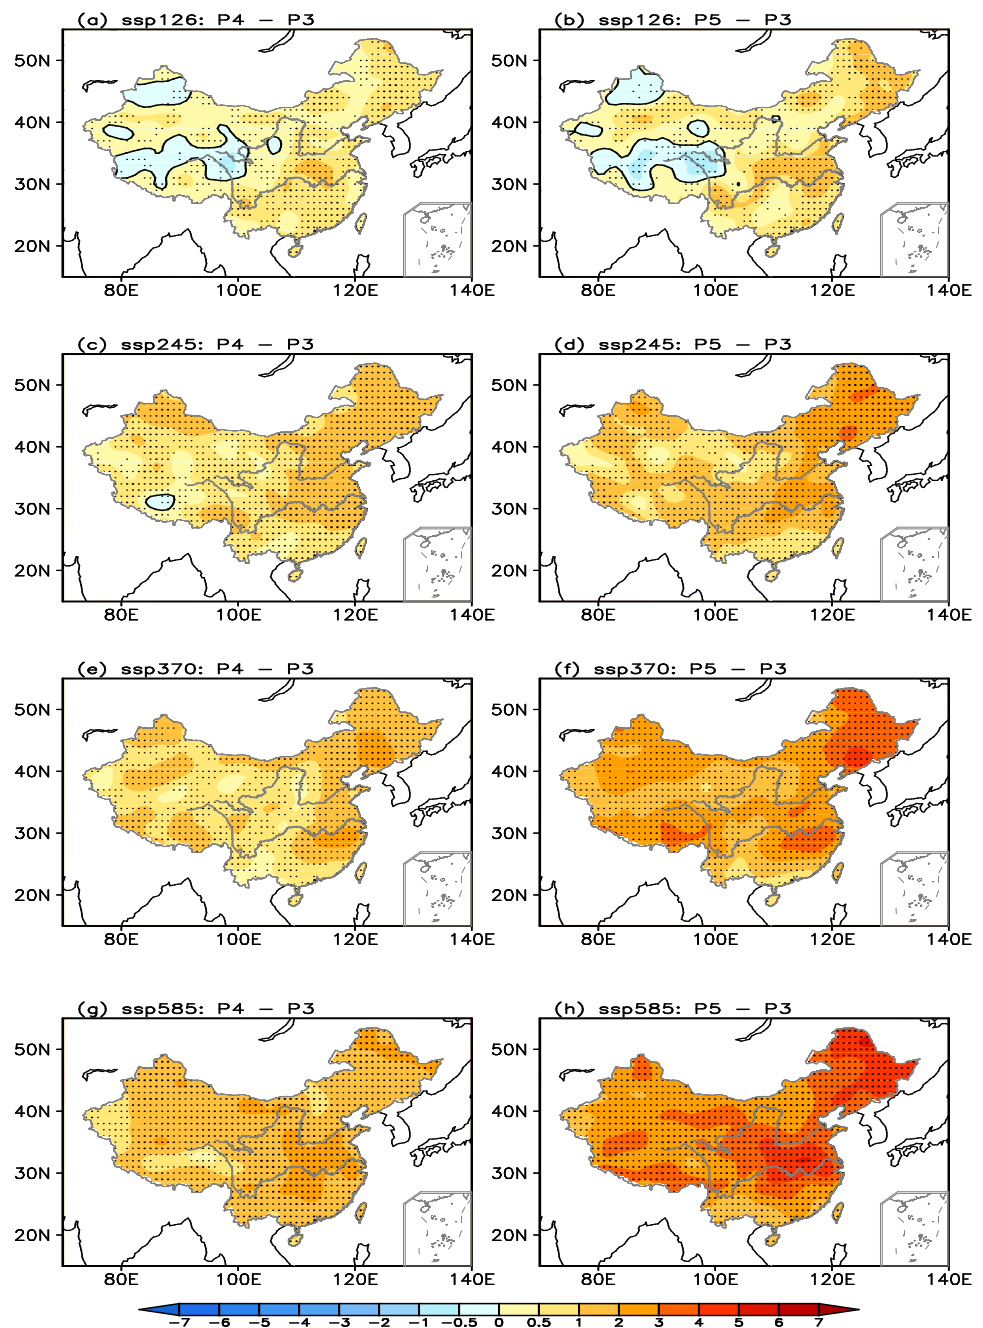 (a) ssp126: P4 − P3
(b) ssp126: P5 − P3
50N
40N
30N
20N
80E 100E 120E 140E
50N
40N
30N
20N
80E 100E 120E 140E
(c) ssp245: P4 − P3
(d) ssp245: P5 − P3
50N
40N
30N
20N
80E 100E 120E 140E
50N
40N
30N
20N
80E 100E 120E 140E
(e) ssp370: P4 − P3
(f) ssp370: P5 − P3
50N
40N
30N
20N
80E 100E 120E 140E
50N
40N
30N
20N
80E 100E 120E 140E
(g) ssp585: P4 − P3
(h) ssp585: P5 − P3
50N
40N
30N
20N
80E 100E 120E 140E
50N
40N
30N
20N
80E 100E 120E 140E
−7 −6 −5 −4 −3 −2 −1 −0.5 0 0.5 1 2 3 4 5 6 7